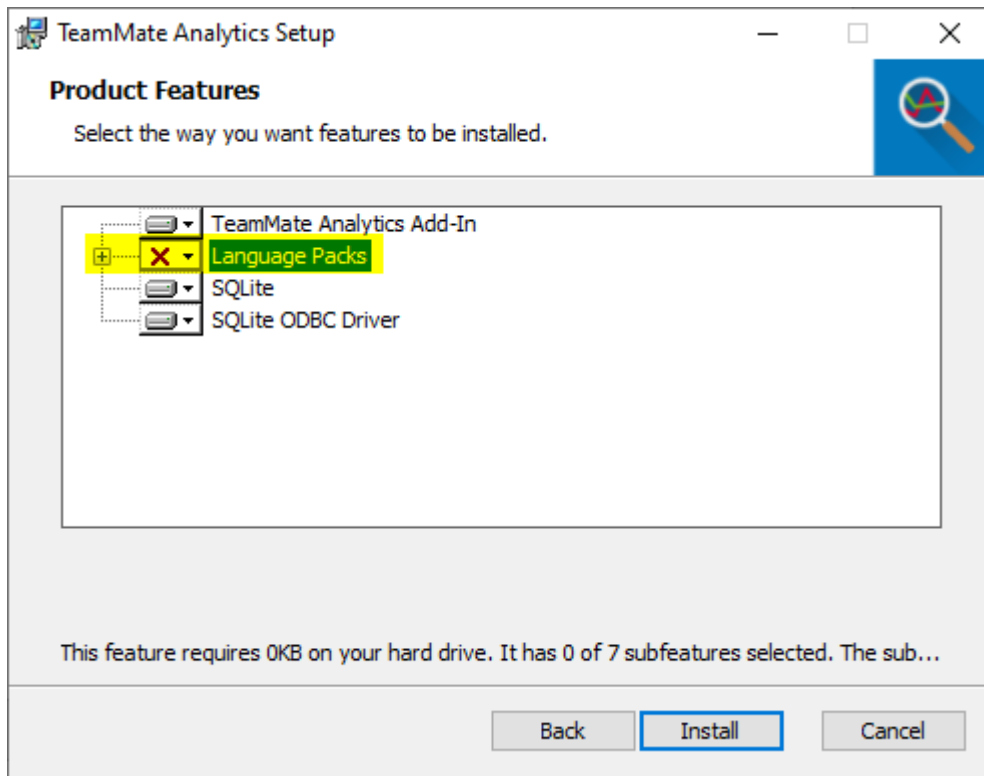 TeamMate Analytics Setup
Product Features
Select the way you want features to be installed.
TeamMate Analytics Add-In
Language Packs
SQLite
SQLite ODBC Driver
This feature requires 0KB on your hard drive. It has 0 of 7 subfeatures selected. The sub...
Back Install Cancel